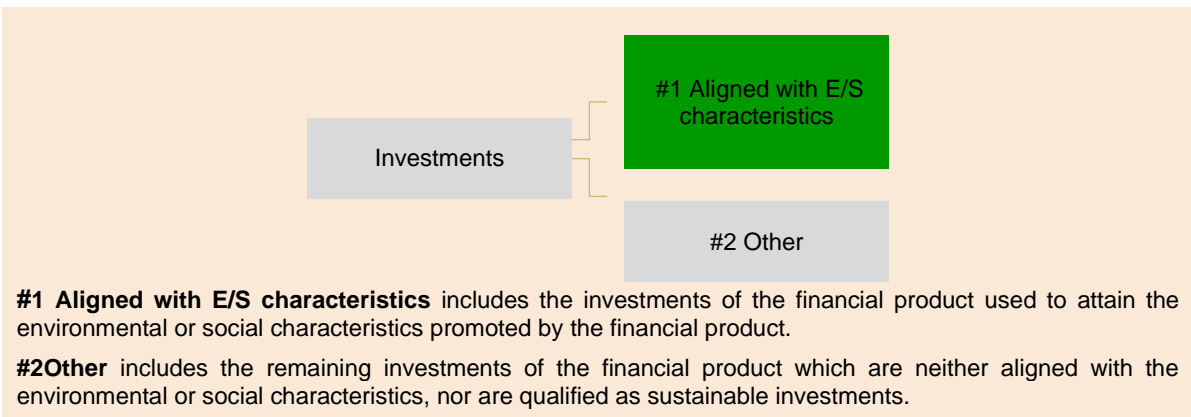 #1 Aligned with E/S
characteristics
Investments
#2 Other
#1 Aligned with E/S characteristics includes the investments of the financial product used to attain the
environmental or social characteristics promoted by the financial product.
#2Other includes the remaining investments of the financial product which are neither aligned with the
environmental or social characteristics, nor are qualified as sustainable investments.